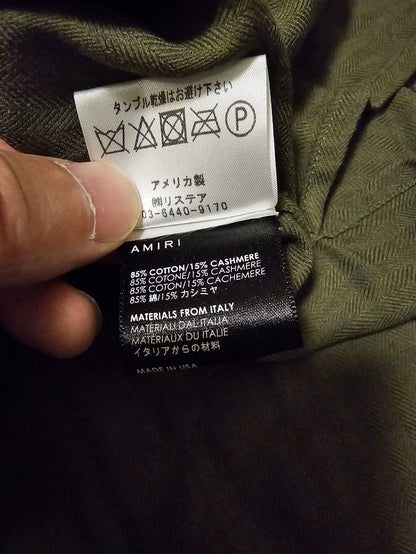 タンブル乾燥はお避け下さい
P
アメリカ製
㈱リステア
03-6440-9170
AMIRI
85% COTTON/15% CASHMERE
85% COTONE/15% CACHEMERE
85% COTON/15% CACHEMERE
85% 綿/15% カシミヤ
MATERIALS FROM ITALY
MATERIALI DAL ITALIA
MATÉRIAUX DU ITALIE
イタリアからの材料
MADE IN USA